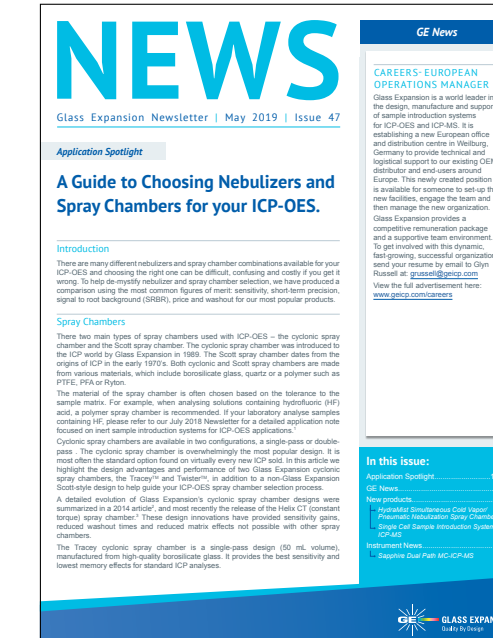 NEWS
Glass Expansion Newsletter | May 2019 | Issue 47
Application Spotlight
A Guide to Choosing Nebulizers and
Spray Chambers for your ICP-OES.
Introduction
There are many different nebulizers and spray chamber combinations available for your
ICP-OES and choosing the right one can be difficult, confusing and costly if you get it
wrong. To help de-mystify nebulizer and spray chamber selection, we have produced a
comparison using the most common figures of merit: sensitivity, short-term precision,
signal to root background (SRBR), price and washout for our most popular products.
Spray Chambers
There two main types of spray chambers used with ICP-OES – the cyclonic spray
chamber and the Scott spray chamber. The cyclonic spray chamber was introduced to
the ICP world by Glass Expansion in 1989. The Scott spray chamber dates from the
origins of ICP in the early 1970's. Both cyclonic and Scott spray chambers are made
from various materials, which include borosilicate glass, quartz or a polymer such as
PTFE, PFA or Ryton.
The material of the spray chamber is often chosen based on the tolerance to the
sample matrix. For example, when analysing solutions containing hydrofluoric (HF)
acid, a polymer spray chamber is recommended. If your laboratory analyse samples
containing HF, please refer to our July 2018 Newsletter for a detailed application note
focused on inert sample introduction systems for ICP-OES applications.¹
Cyclonic spray chambers are available in two configurations, a single-pass or double-
pass . The cyclonic spray chamber is overwhelmingly the most popular design. It is
most often the standard option found on virtually every new ICP sold. In this article we
highlight the design advantages and performance of two Glass Expansion cyclonic
spray chambers, the Tracey™ and Twister™, in addition to a non-Glass Expansion
Scott-style design to help guide your ICP-OES spray chamber selection process.
A detailed evolution of Glass Expansion's cyclonic spray chamber designs were
summarized in a 2014 article², and most recently the release of the Helix CT (constant
torque) spray chamber.³ These design innovations have provided sensitivity gains,
reduced washout times and reduced matrix effects not possible with other spray
chambers.
The Tracey cyclonic spray chamber is a single-pass design (50 mL volume),
manufactured from high-quality borosilicate glass. It provides the best sensitivity and
lowest memory effects for standard ICP analyses.
GE News
CAREERS- EUROPEAN
OPERATIONS MANAGER
Glass Expansion is a world leader in
the design, manufacture and support
of sample introduction systems
for ICP-OES and ICP-MS. It is
establishing a new European office
and distribution centre in Weilburg,
Germany to provide technical and
logistical support to our existing OEM
distributor and end-users around
Europe. This newly created position
is available for someone to set-up the
new facilities, engage the team and
then manage the new organization.
Glass Expansion provides a
competitive remuneration package
and a supportive team environment.
To get involved with this dynamic,
fast-growing, successful organization
send your resume by email to Glyn
Russell at: grussell@geicp.com
View the full advertisement here:
www.geicp.com/careers
In this issue:
Application Spotlight
GE News
New products
HydraMist Simultaneous Cold Vapor/
Pneumatic Nebulization Spray Chamber
Single Cell Sample Introduction System
ICP-MS
Instrument News
Sapphire Dual Path MC-ICP-MS
GE GLASS EXPAN
Quality By Design